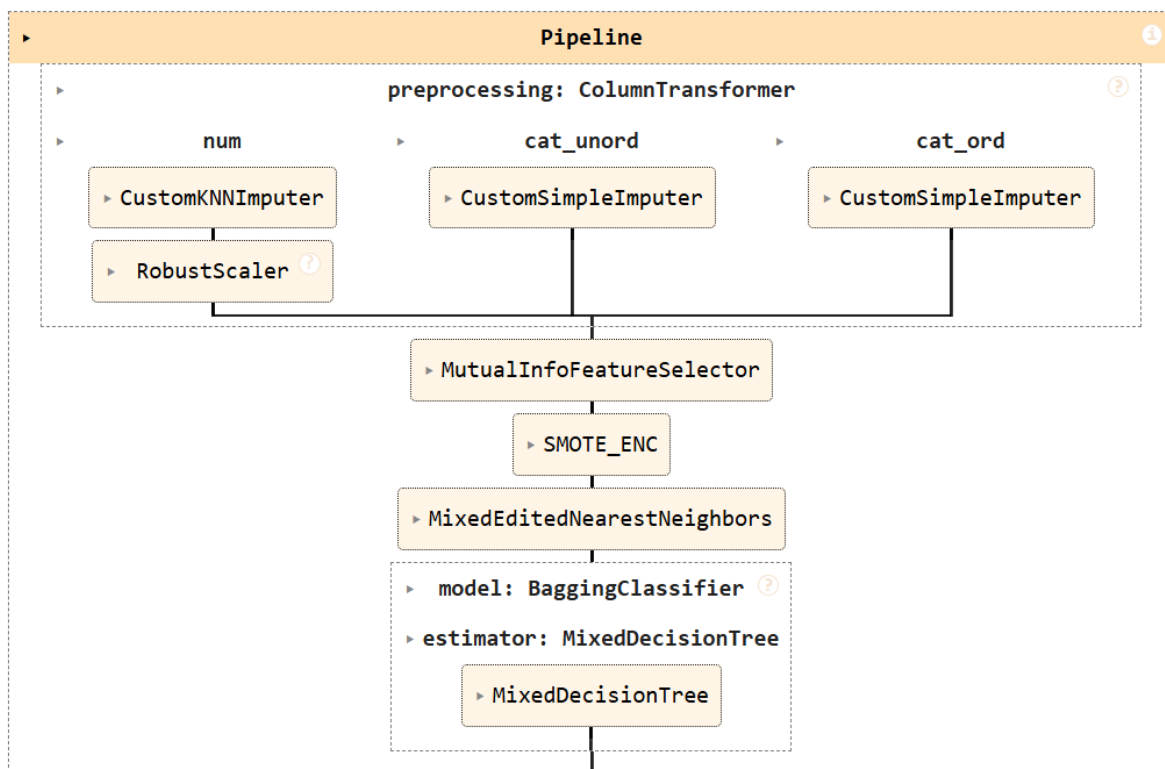 Pipeline
preprocessing: ColumnTransformer
num cat_unord cat_ord
CustomKNNImputer CustomSimpleImputer CustomSimpleImputer
RobustScaler ?
MutualInfoFeatureSelector
SMOTE_ENC
MixedEditedNearestNeighbors
model: BaggingClassifier ?
estimator: MixedDecisionTree
MixedDecisionTree